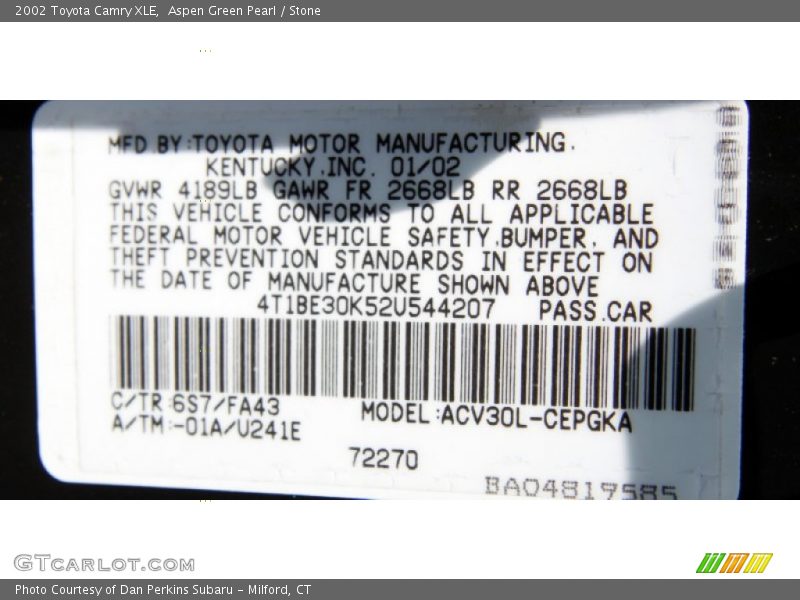 2002 Toyota Camry XLE,  Aspen Green Pearl / Stone
MFD BY:TOYOTA MOTOR MANUFACTURING.
KENTUCKY.INC. 01/02
GVWR 4189LB GAWR FR 2668LB RR 2668LB
THIS VEHICLE CONFORMS TO ALL APPLICABLE
FEDERAL MOTOR VEHICLE SAFETY.BUMPER. AND
THEFT PREVENTION STANDARDS IN EFFECT ON
THE DATE OF MANUFACTURE SHOWN ABOVE
4T1BE30K52U544207 PASS.CAR
C/TR:6S7/FA43 MODEL:ACV30L-CEPGKA
A/TM:-01A/U241E
72270
BA04819585
GTCarLot.com
Photo Courtesy of Dan Perkins Subaru - Milford, CT